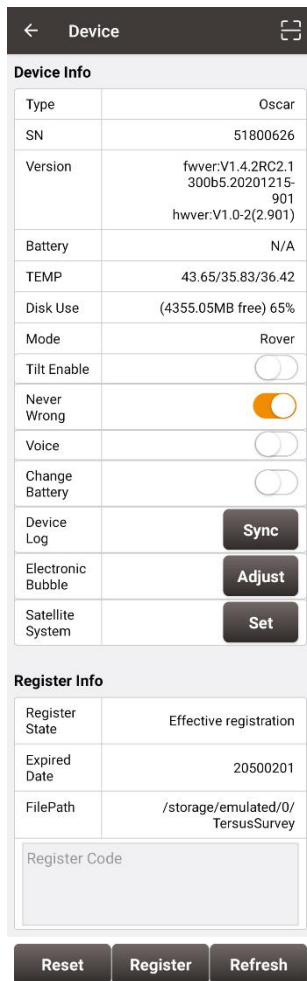 Device
Device Info
Type Oscar
SN 51800626
Version fwver:V1.4.2RC2.1
300b5.20201215-
901
hwver:V1.0-2(2.901)
Battery N/A
TEMP 43.65/35.83/36.42
Disk Use (4355.05MB free) 65%
Mode Rover
Tilt Enable
Never
Wrong
Voice
Change
Battery
Device
Log Sync
Electronic
Bubble Adjust
Satellite
System Set
Register Info
Register
State Effective registration
Expired
Date 20500201
FilePath /storage/emulated/0/
TersusSurvey
Register Code
Reset Register Refresh